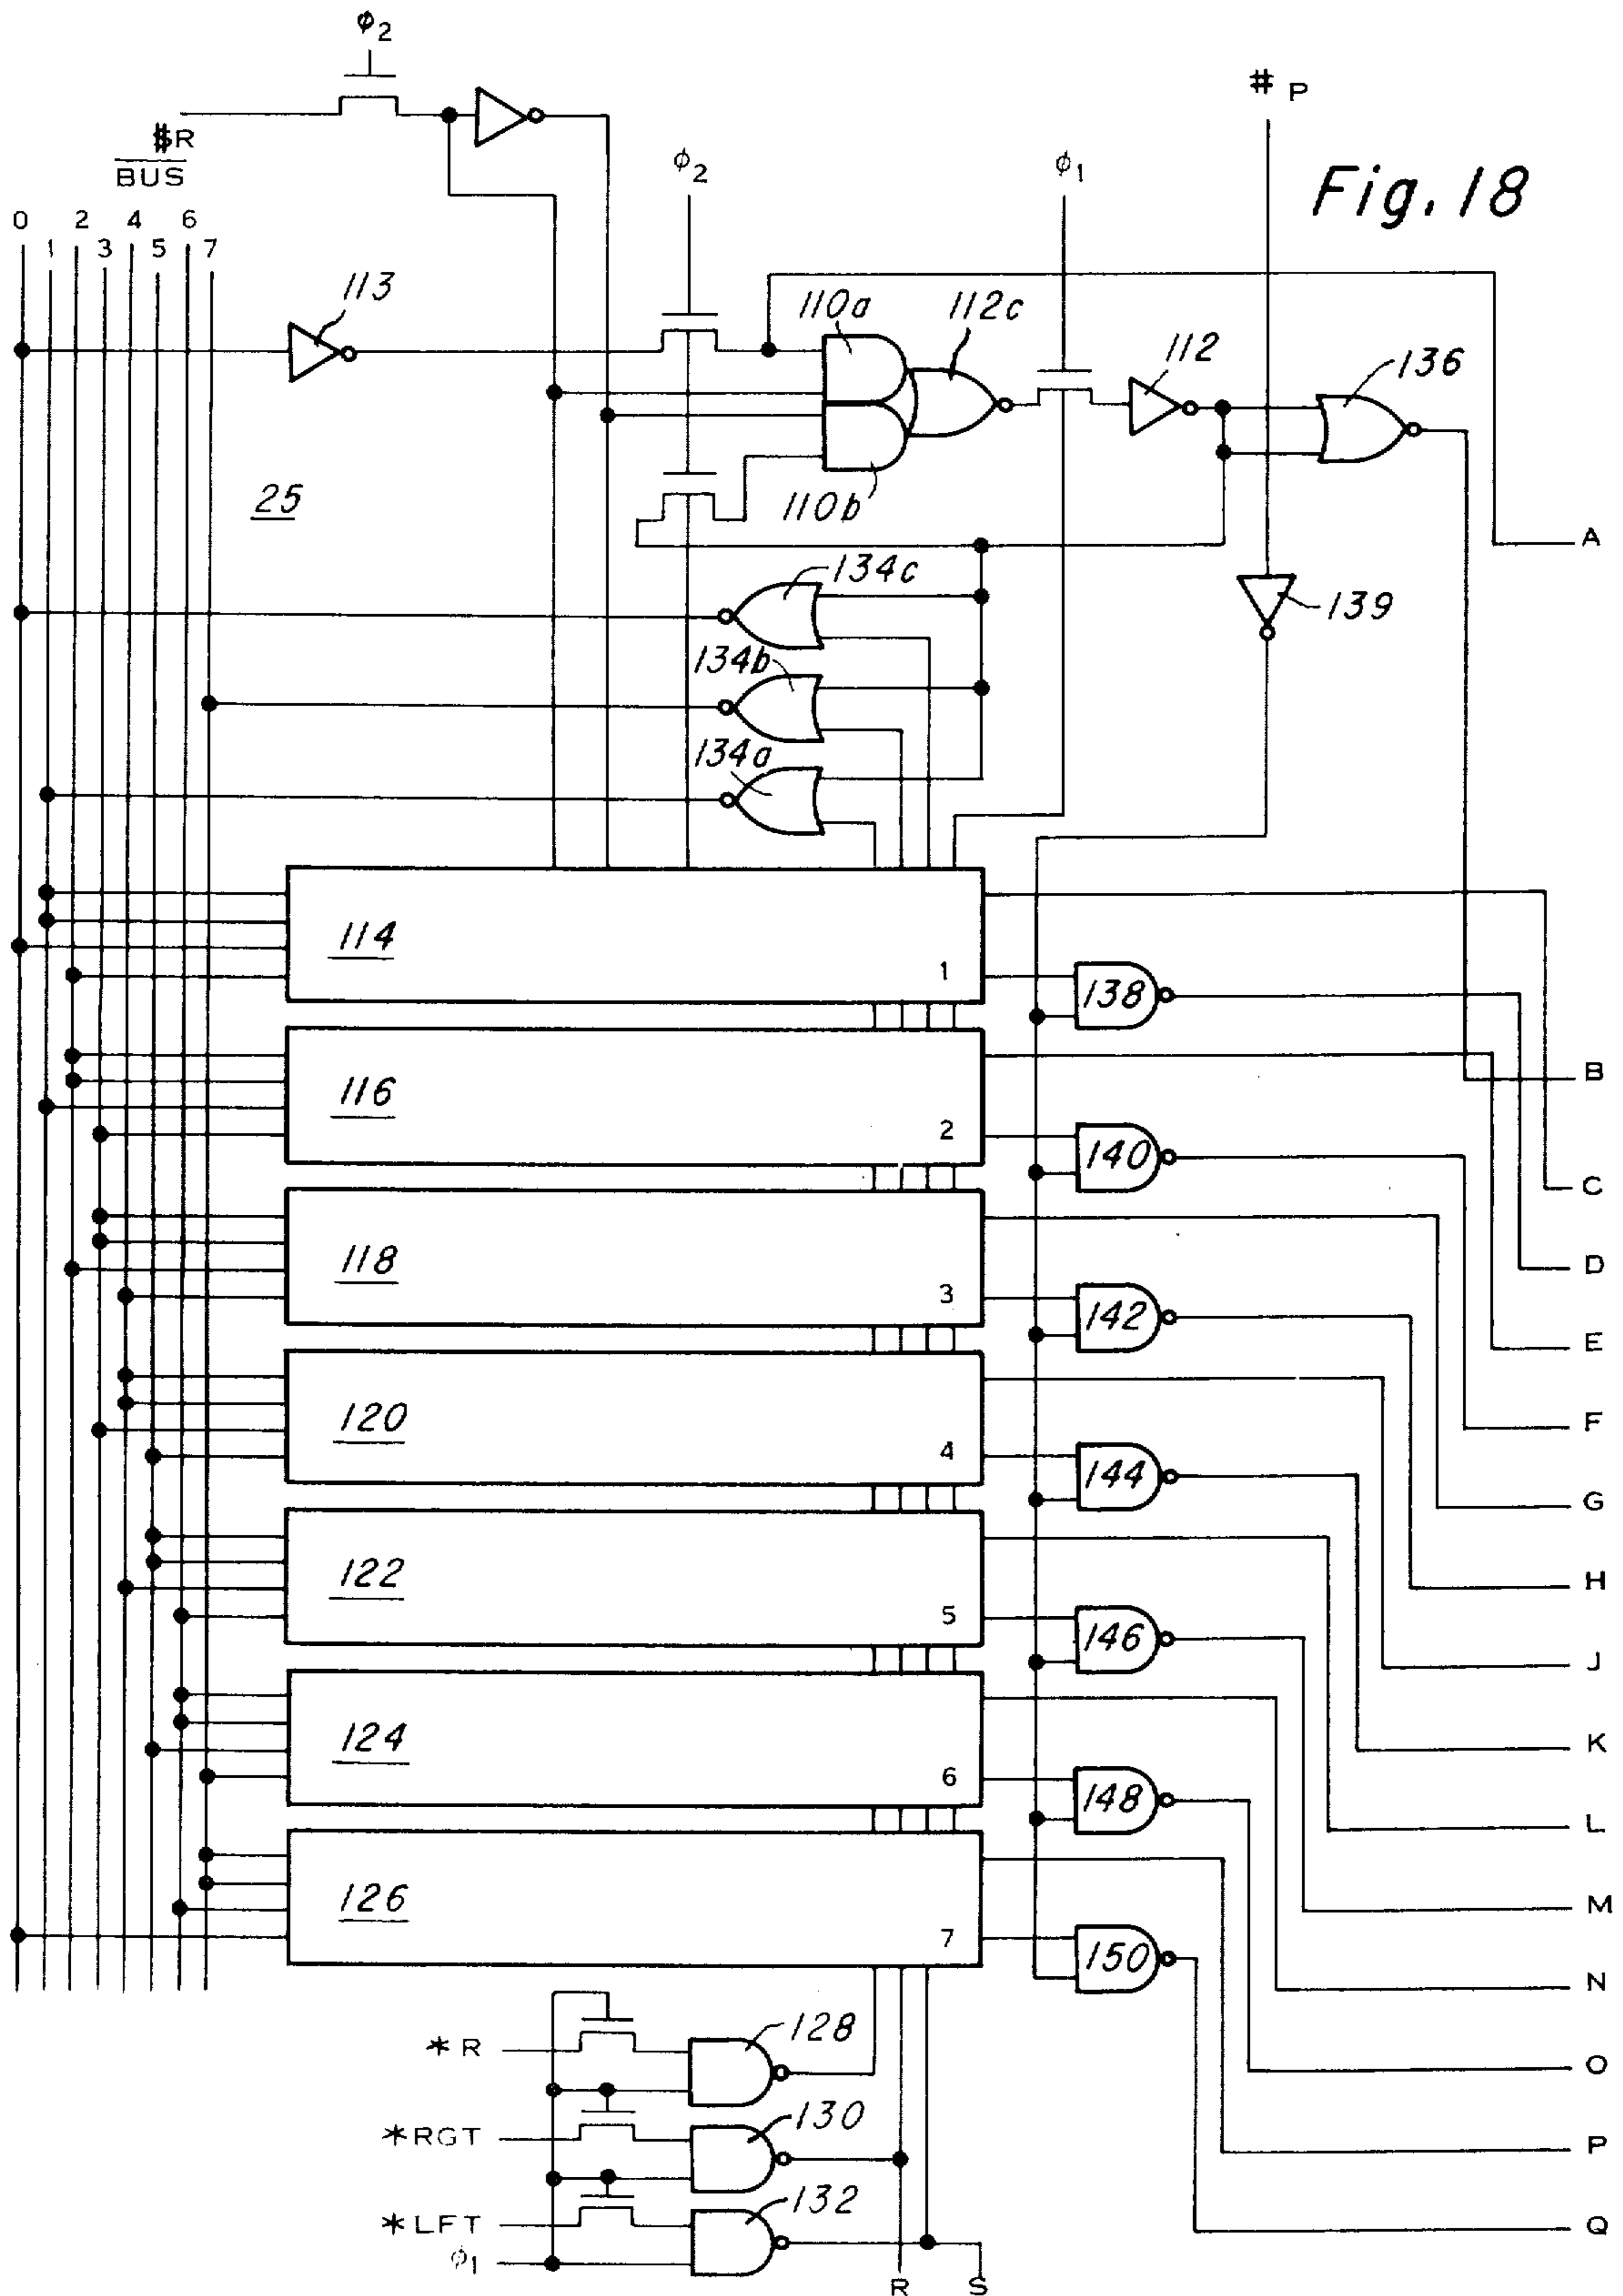 ϕ2
# P
$R
BUS
Fig. 18
ϕ2
ϕ1
0 2 4 6
1 3 5 7
113
110a
112c
112
136
25
110b
A
134c
139
134b
134a
114
1
138
B
116
2
140
C
118
3
142
D
E
120
4
144
F
G
122
5
146
H
J
124
6
148
K
L
126
7
150
M
N
* R
128
O
*RGT
130
P
*LFT
132
Q
ϕ1
R S